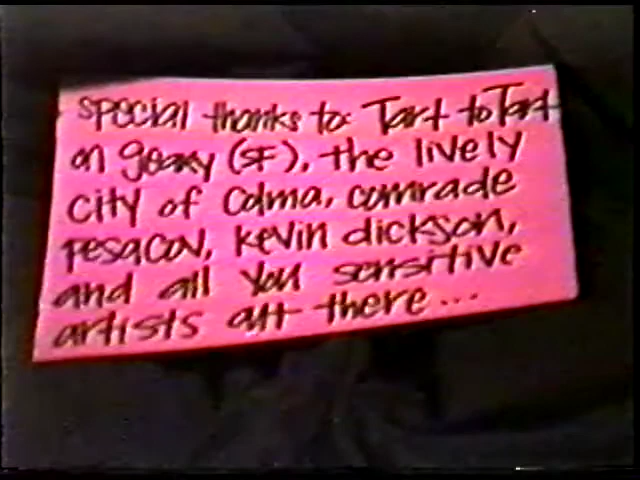 special thanks to: Tart to Tart
on geary (SF), the lively
city of Colma, comrade
pesacov, kevin dickson,
and all you sensitive
artists out there...